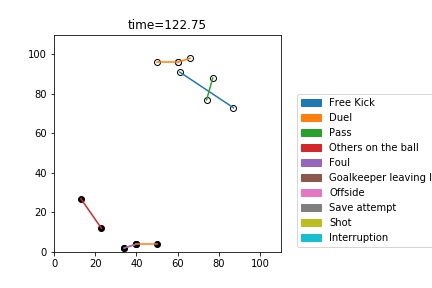 time=122.75
100
80
60
40
20
0
0 20 40 60 80 100
Free Kick
Duel
Pass
Others on the ball
Foul
Goalkeeper leaving l
Offside
Save attempt
Shot
Interruption